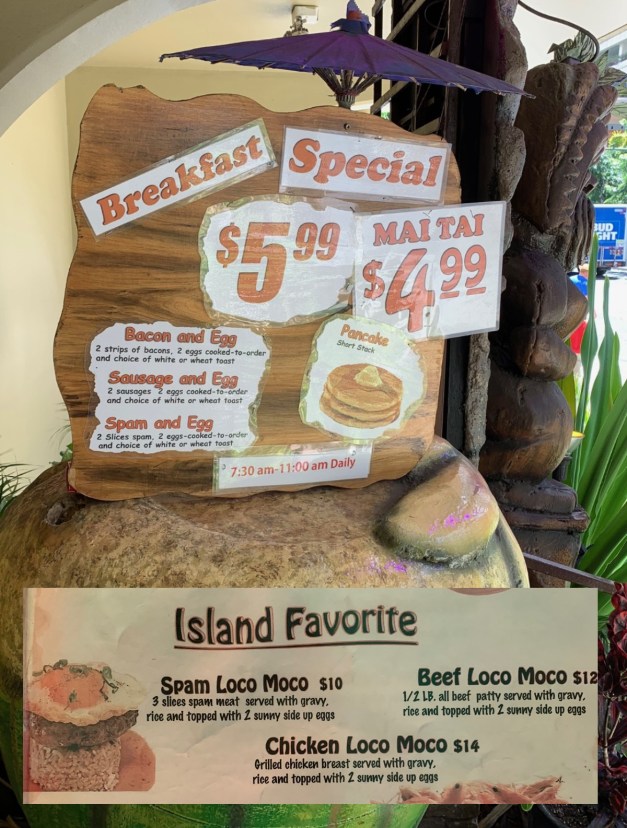 Breakfast Special
$5.99
MAI TAI
$4.99
Bacon and Egg
2 strips of bacons, 2 eggs cooked-to-order
and choice of white or wheat toast
Sausage and Egg
2 sausages 2 eggs cooked-to-order
and choice of white or wheat toast
Spam and Egg
2 Slices spam, 2 eggs-cooked-to-order
and choice of white or wheat toast
Pancake
Short Stack
7:30 am-11:00 am Daily
BUD
GHT
Island Favorite
Spam Loco Moco $10
3 slices spam meat served with gravy,
rice and topped with 2 sunny side up eggs
Beef Loco Moco $12
1/2 LB. all beef patty served with gravy,
rice and topped with 2 sunny side up eggs
Chicken Loco Moco $14
Grilled chicken breast served with gravy,
rice and topped with 2 sunny side up eggs